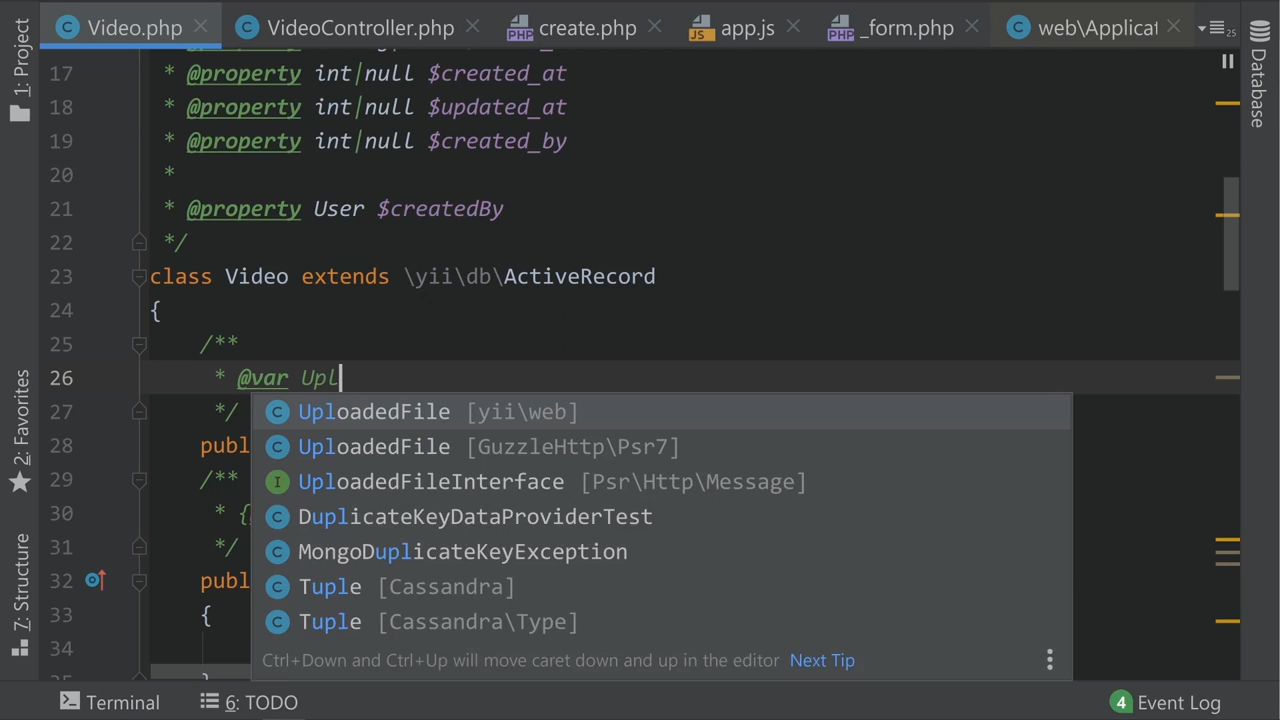 Video.php
VideoController.php
create.php
app.js
_form.php
web\Applicat
25
1: Project
2: Favorites
7: Structure
Database
17 * @property int|null $created_at
18 * @property int|null $updated_at
19 * @property int|null $created_by
20 *
21 * @property User $createdBy
22 */
23 class Video extends \yii\db\ActiveRecord
24 {
25 /**
26 * @var Upl
27 */
28 publ
29 /**
30 * {
31 */
32 publ
33 {
34
UploadedFile [yii\web]
UploadedFile [GuzzleHttp\Psr7]
UploadedFileInterface [Psr\Http\Message]
DuplicateKeyDataProviderTest
MongoDuplicateKeyException
Tuple [Cassandra]
Tuple [Cassandra\Type]
Ctrl+Down and Ctrl+Up will move caret down and up in the editor Next Tip
Terminal
6: TODO
4 Event Log